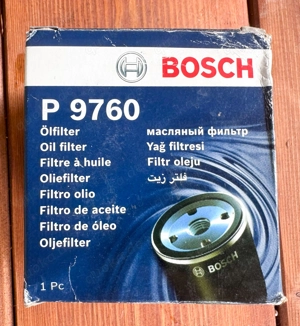 BOSCH
P 9760
Ölfilter
Oil filter
Filtre à huile
Oliefilter
Filtro olio
Filtro de aceite
Filtro de óleo
Oljefilter
масляный фильтр
Yağ filtresi
Filtr oleju
فلتر زيت
BOSCH
1 Pc